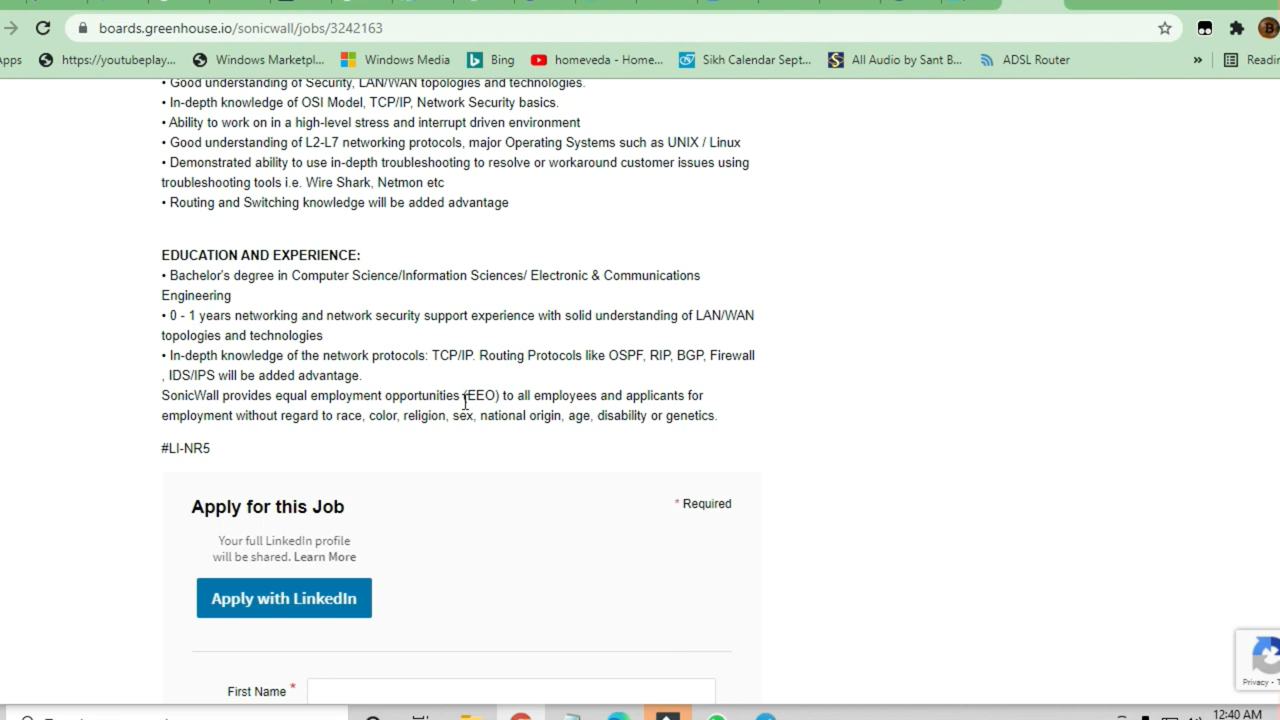 boards.greenhouse.io/sonicwall/jobs/3242163
pps https://youtubeplay... Windows Marketpl... Windows Media Bing homeveda - Home... Sikh Calendar Sept... All Audio by Sant B... ADSL Router » Readin
• Good understanding of Security, LAN/WAN topologies and technologies.
• In-depth knowledge of OSI Model, TCP/IP, Network Security basics.
• Ability to work on in a high-level stress and interrupt driven environment
• Good understanding of L2-L7 networking protocols, major Operating Systems such as UNIX / Linux
• Demonstrated ability to use in-depth troubleshooting to resolve or workaround customer issues using
troubleshooting tools i.e. Wire Shark, Netmon etc
• Routing and Switching knowledge will be added advantage
EDUCATION AND EXPERIENCE:
• Bachelor's degree in Computer Science/Information Sciences/ Electronic & Communications
Engineering
• 0 - 1 years networking and network security support experience with solid understanding of LAN/WAN
topologies and technologies
• In-depth knowledge of the network protocols: TCP/IP. Routing Protocols like OSPF, RIP, BGP, Firewall
, IDS/IPS will be added advantage.
SonicWall provides equal employment opportunities (EEO) to all employees and applicants for
employment without regard to race, color, religion, sex, national origin, age, disability or genetics.
#LI-NR5
Apply for this Job
* Required
Your full LinkedIn profile
will be shared. Learn More
Apply with LinkedIn
First Name *
Privacy - T
12:40 AM